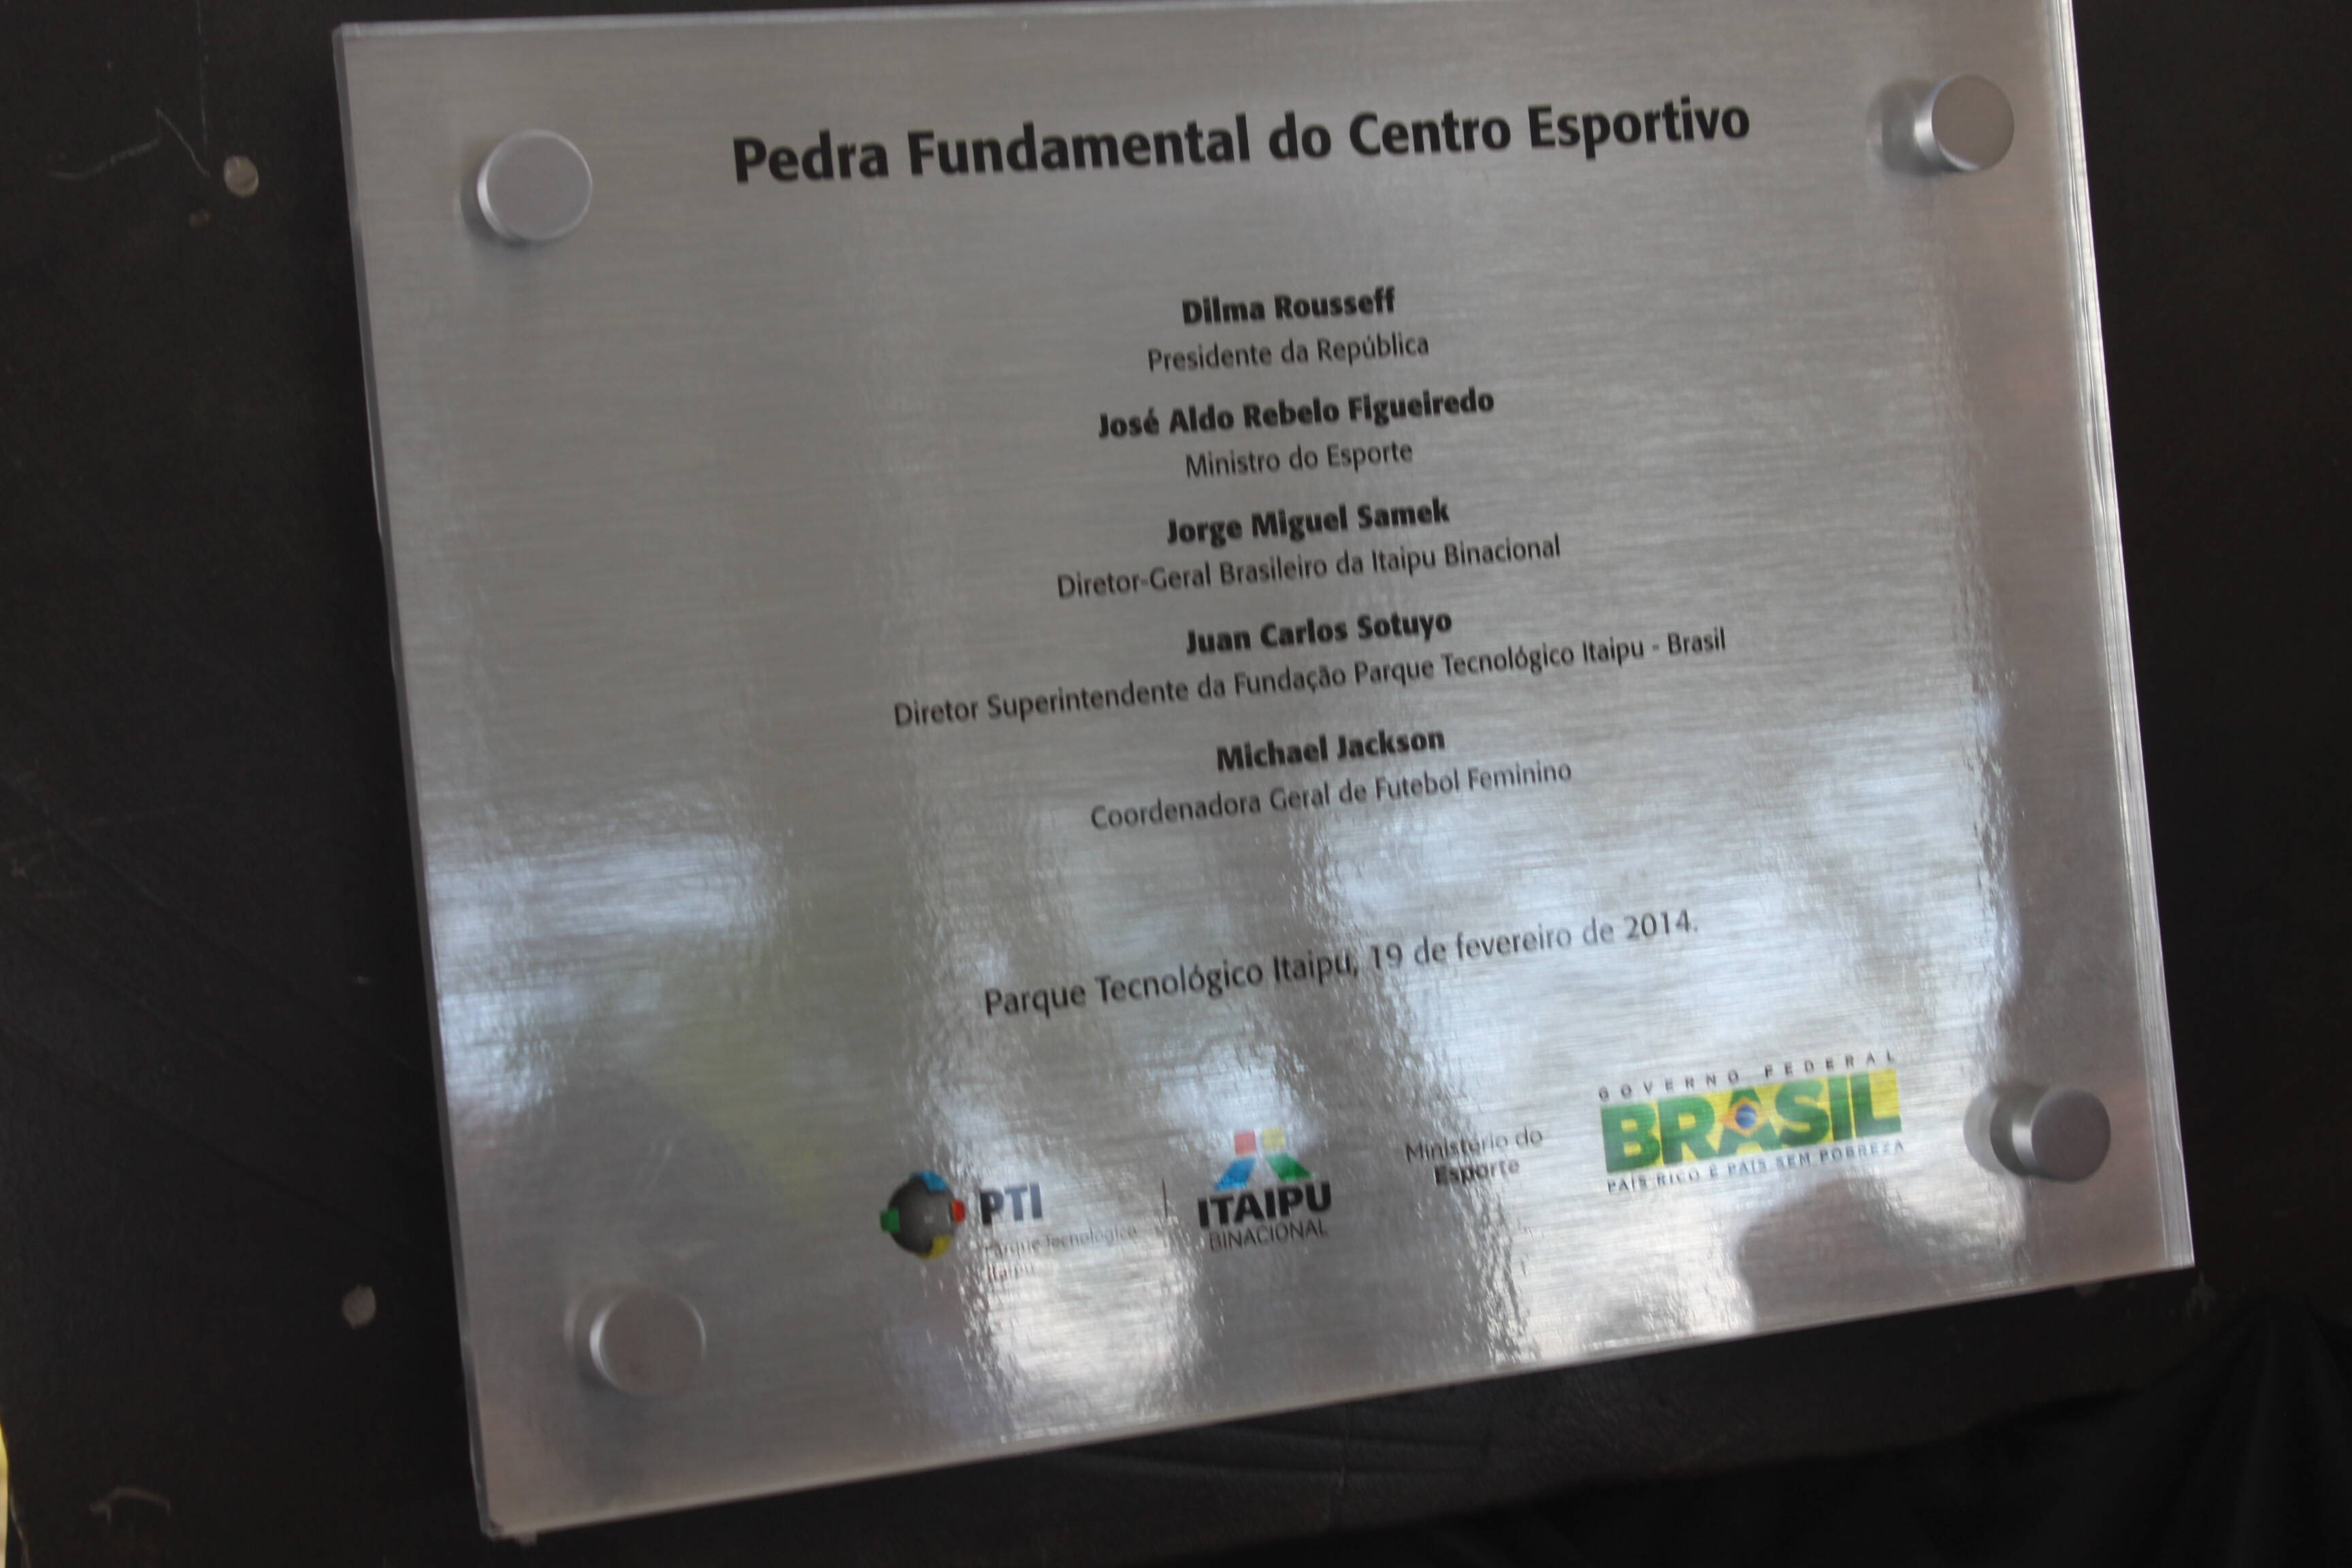 Pedra Fundamental do Centro Esportivo
Dilma Rousseff
Presidente da República
José Aldo Rebelo Figueiredo
Ministro do Esporte
Jorge Miguel Samek
Diretor-Geral Brasileiro da Itaipu Binacional
Juan Carlos Sotuyo
Diretor Superintendente da Fundação Parque Tecnológico Itaipu - Brasil
Michael Jackson
Coordenadora Geral de Futebol Feminino
Parque Tecnológico Itaipu, 19 de fevereiro de 2014.
PTI
Parque Tecnológico
Itaipu
ITAIPU
BINACIONAL
Ministério do
Esporte
GOVERNO FEDERAL
BRASIL
PAÍS RICO É PAÍS SEM POBREZA